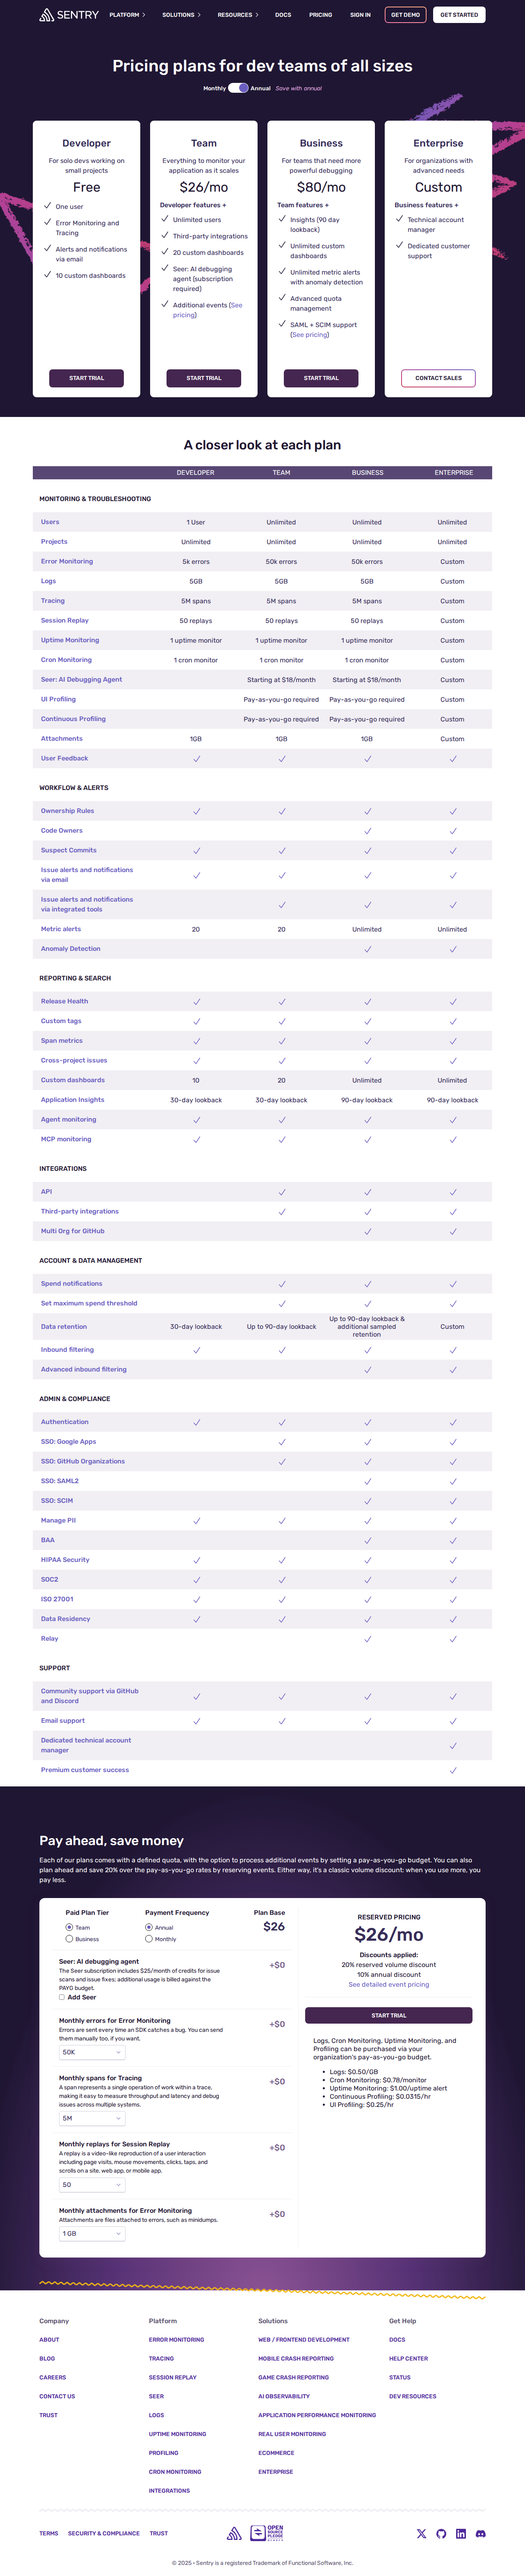 SENTRY
PLATFORM
SOLUTIONS
RESOURCES
DOCS
PRICING
SIGN IN
GET DEMO
GET STARTED
Pricing plans for dev teams of all sizes
Monthly
Annual
Save with annual
Developer
For solo devs working on
small projects
Free
One user
Error Monitoring and
Tracing
Alerts and notifications
via email
10 custom dashboards
START TRIAL
Team
Everything to monitor your
application as it scales
$26/mo
Developer features +
Unlimited users
Third-party integrations
20 custom dashboards
Seer: AI debugging
agent (subscription
required)
Additional events (See
pricing)
START TRIAL
Business
For teams that need more
powerful debugging
$80/mo
Team features +
Insights (90 day
lookback)
Unlimited custom
dashboards
Unlimited metric alerts
with anomaly detection
Advanced quota
management
SAML + SCIM support
(See pricing)
START TRIAL
Enterprise
For organizations with
advanced needs
Custom
Business features +
Technical account
manager
Dedicated customer
support
CONTACT SALES
A closer look at each plan
DEVELOPER TEAM BUSINESS ENTERPRISE
MONITORING & TROUBLESHOOTING
Users 1 User Unlimited Unlimited Unlimited
Projects Unlimited Unlimited Unlimited Unlimited
Error Monitoring 5k errors 50k errors 50k errors Custom
Logs 5GB 5GB 5GB Custom
Tracing 5M spans 5M spans 5M spans Custom
Session Replay 50 replays 50 replays 50 replays Custom
Uptime Monitoring 1 uptime monitor 1 uptime monitor 1 uptime monitor Custom
Cron Monitoring 1 cron monitor 1 cron monitor 1 cron monitor Custom
Seer: AI Debugging Agent Starting at $18/month Starting at $18/month Custom
UI Profiling Pay-as-you-go required Pay-as-you-go required Custom
Continuous Profiling Pay-as-you-go required Pay-as-you-go required Custom
Attachments 1GB 1GB 1GB Custom
User Feedback
WORKFLOW & ALERTS
Ownership Rules
Code Owners
Suspect Commits
Issue alerts and notifications
via email
Issue alerts and notifications
via integrated tools
Metric alerts 20 20 Unlimited Unlimited
Anomaly Detection
REPORTING & SEARCH
Release Health
Custom tags
Span metrics
Cross-project issues
Custom dashboards 10 20 Unlimited Unlimited
Application Insights 30-day lookback 30-day lookback 90-day lookback 90-day lookback
Agent monitoring
MCP monitoring
INTEGRATIONS
API
Third-party integrations
Multi Org for GitHub
ACCOUNT & DATA MANAGEMENT
Spend notifications
Set maximum spend threshold
Data retention 30-day lookback Up to 90-day lookback Up to 90-day lookback &
additional sampled
retention Custom
Inbound filtering
Advanced inbound filtering
ADMIN & COMPLIANCE
Authentication
SSO: Google Apps
SSO: GitHub Organizations
SSO: SAML2
SSO: SCIM
Manage PII
BAA
HIPAA Security
SOC2
ISO 27001
Data Residency
Relay
SUPPORT
Community support via GitHub
and Discord
Email support
Dedicated technical account
manager
Premium customer success
Pay ahead, save money
Each of our plans comes with a defined quota, with the option to process additional events by setting a pay-as-you-go budget. You can also
plan ahead and save 20% over the pay-as-you-go rates by reserving events. Either way, it's a classic volume discount: when you use more, you
pay less.
Paid Plan Tier
Team
Business
Payment Frequency
Annual
Monthly
Plan Base
$26
Seer: AI debugging agent
The Seer subscription includes $25/month of credits for issue
scans and issue fixes; additional usage is billed against the
PAYG budget.
Add Seer
+$0
Monthly errors for Error Monitoring
Errors are sent every time an SDK catches a bug. You can send
them manually too, if you want.
50K
+$0
Monthly spans for Tracing
A span represents a single operation of work within a trace,
making it easy to measure throughput and latency and debug
issues across multiple systems.
5M
+$0
Monthly replays for Session Replay
A replay is a video-like reproduction of a user interaction
including page visits, mouse movements, clicks, taps, and
scrolls on a site, web app, or mobile app.
50
+$0
Monthly attachments for Error Monitoring
Attachments are files attached to errors, such as minidumps.
1 GB
+$0
RESERVED PRICING
$26/mo
Discounts applied:
20% reserved volume discount
10% annual discount
See detailed event pricing
START TRIAL
Logs, Cron Monitoring, Uptime Monitoring, and
Profiling can be purchased via your
organization's pay-as-you-go budget.
Logs: $0.50/GB
Cron Monitoring: $0.78/monitor
Uptime Monitoring: $1.00/uptime alert
Continuous Profiling: $0.0315/hr
UI Profiling: $0.25/hr
Company
ABOUT
BLOG
CAREERS
CONTACT US
TRUST
Platform
ERROR MONITORING
TRACING
SESSION REPLAY
SEER
LOGS
UPTIME MONITORING
PROFILING
CRON MONITORING
INTEGRATIONS
Solutions
WEB / FRONTEND DEVELOPMENT
MOBILE CRASH REPORTING
GAME CRASH REPORTING
AI OBSERVABILITY
APPLICATION PERFORMANCE MONITORING
REAL USER MONITORING
ECOMMERCE
ENTERPRISE
Get Help
DOCS
HELP CENTER
STATUS
DEV RESOURCES
TERMS
SECURITY & COMPLIANCE
TRUST
OPEN
SOURCE
PLEDGE
MEMBER
© 2025 • Sentry is a registered Trademark of Functional Software, Inc.